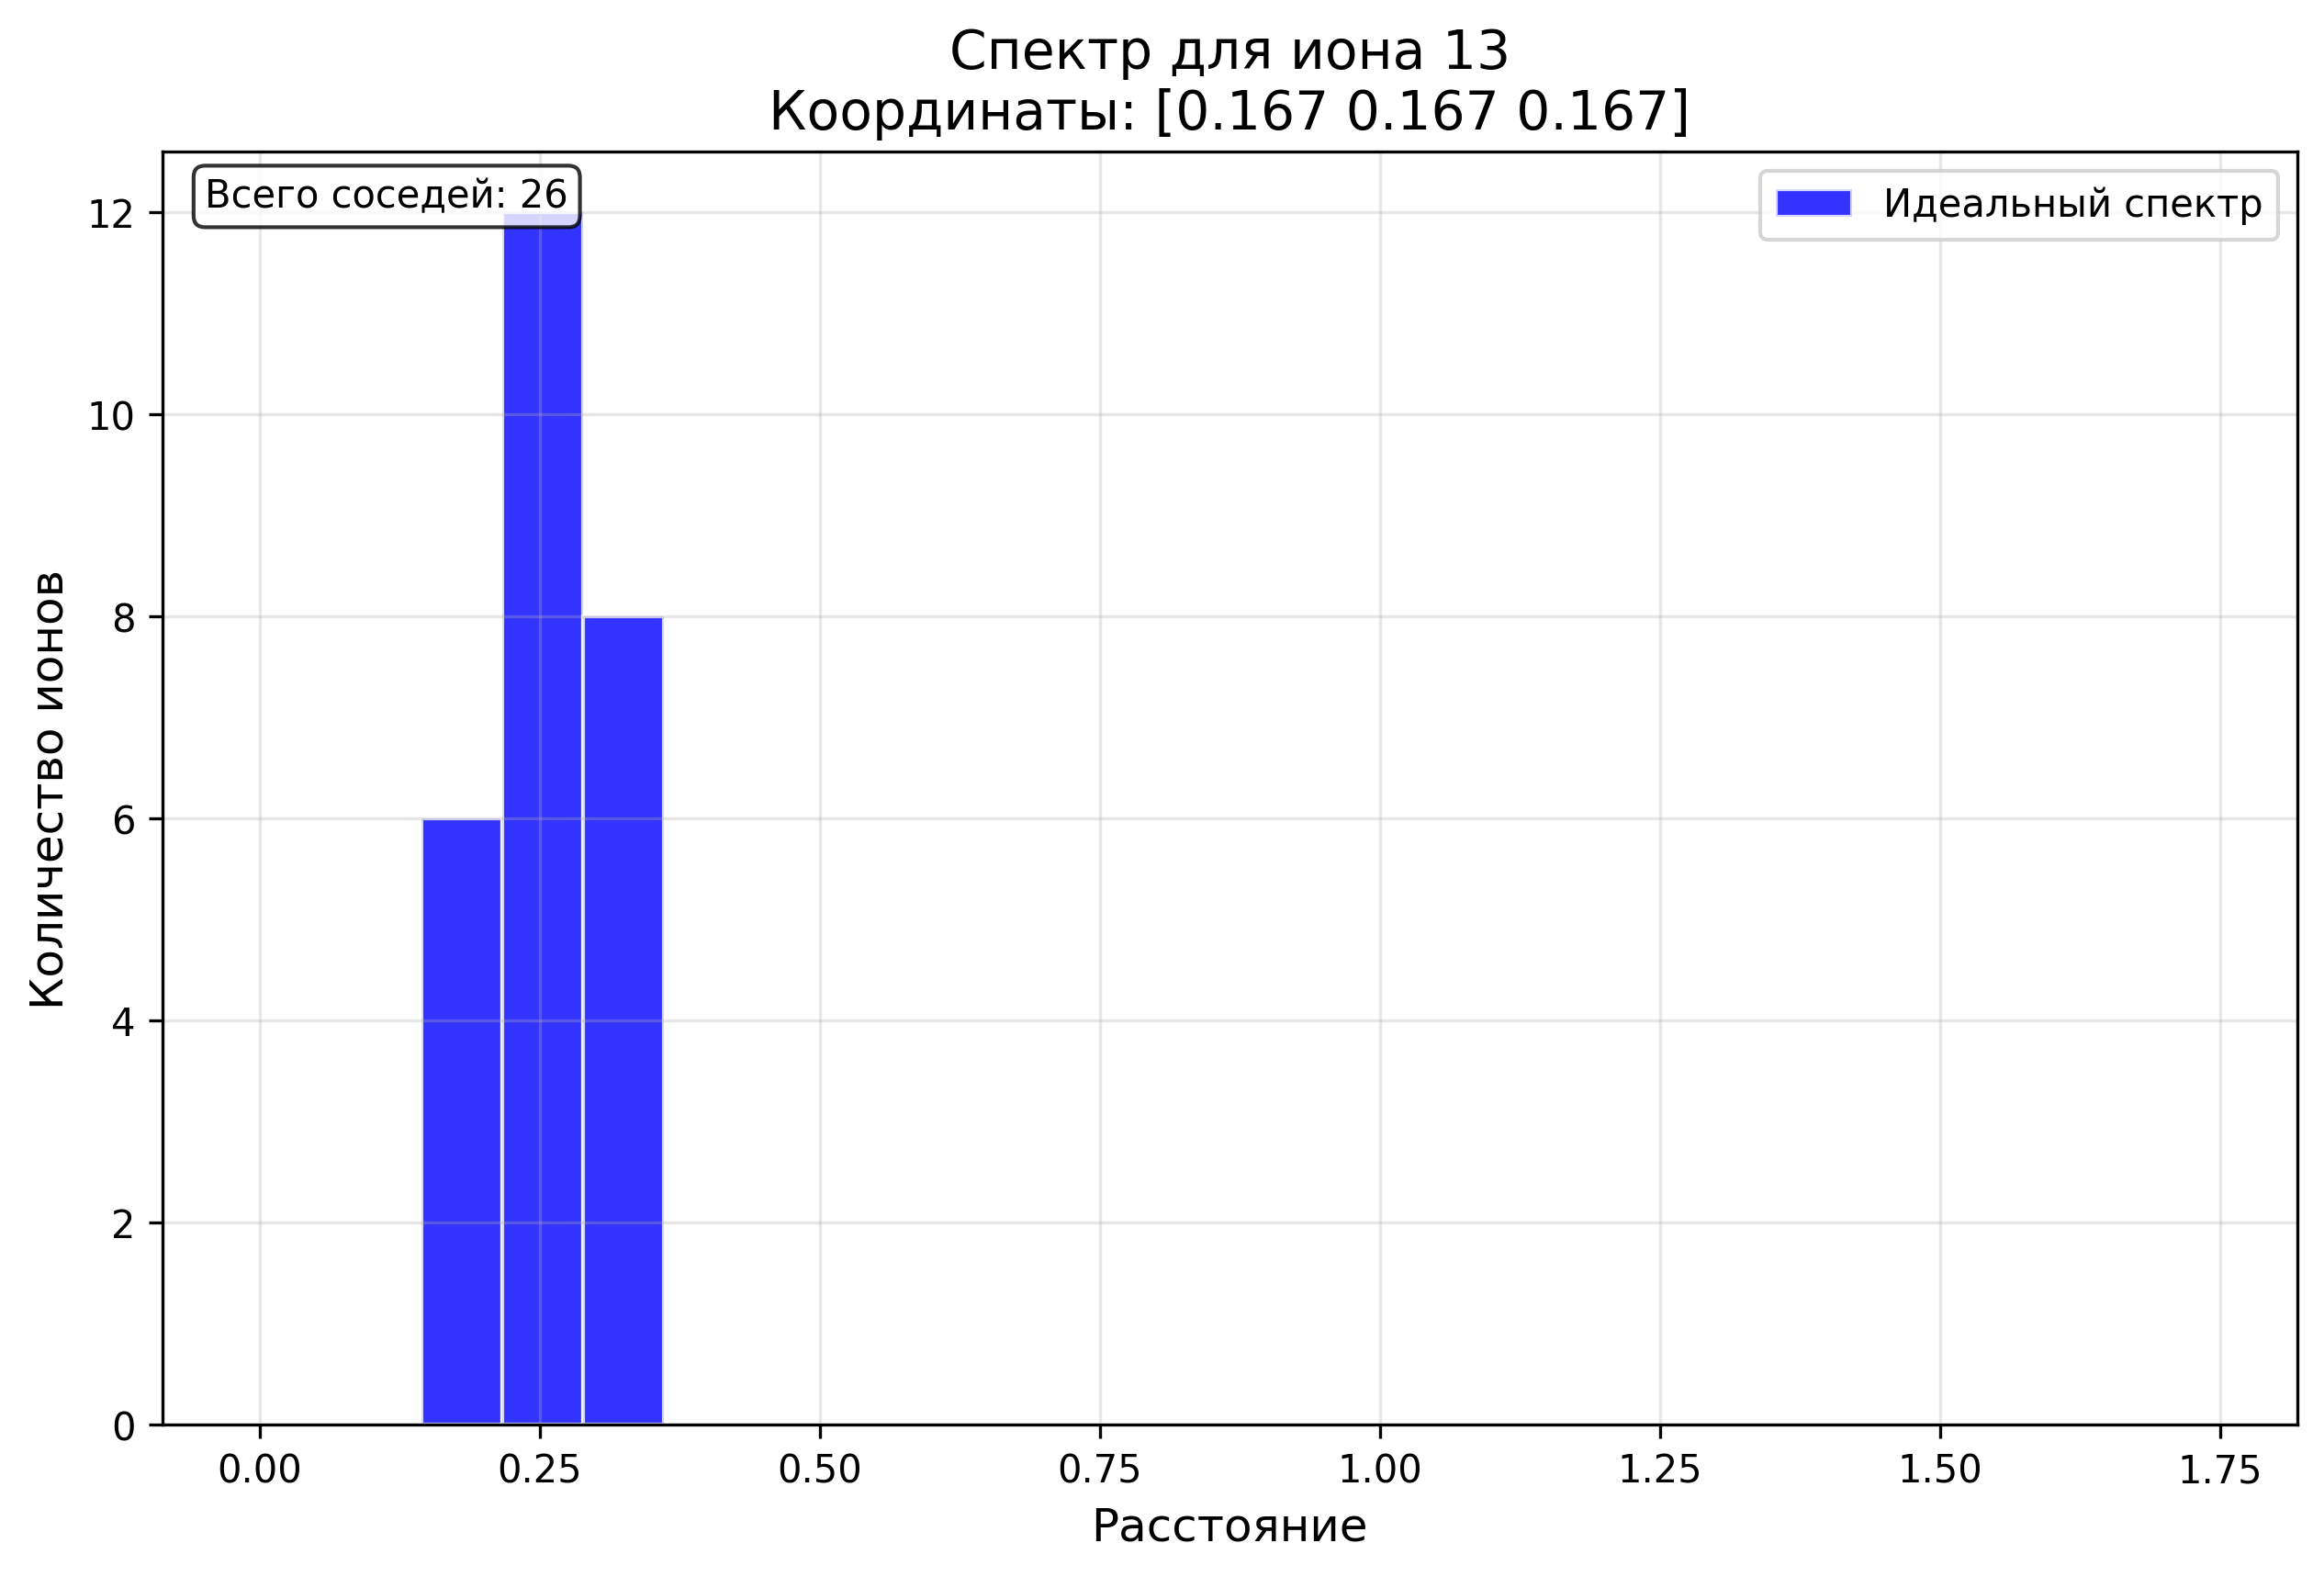 Спектр для иона 13
Координаты: [0.167 0.167 0.167]
Всего соседей: 26
Идеальный спектр
Количество ионов
12
10
8
6
4
2
0
0.00 0.25 0.50 0.75 1.00 1.25 1.50 1.75
Расстояние